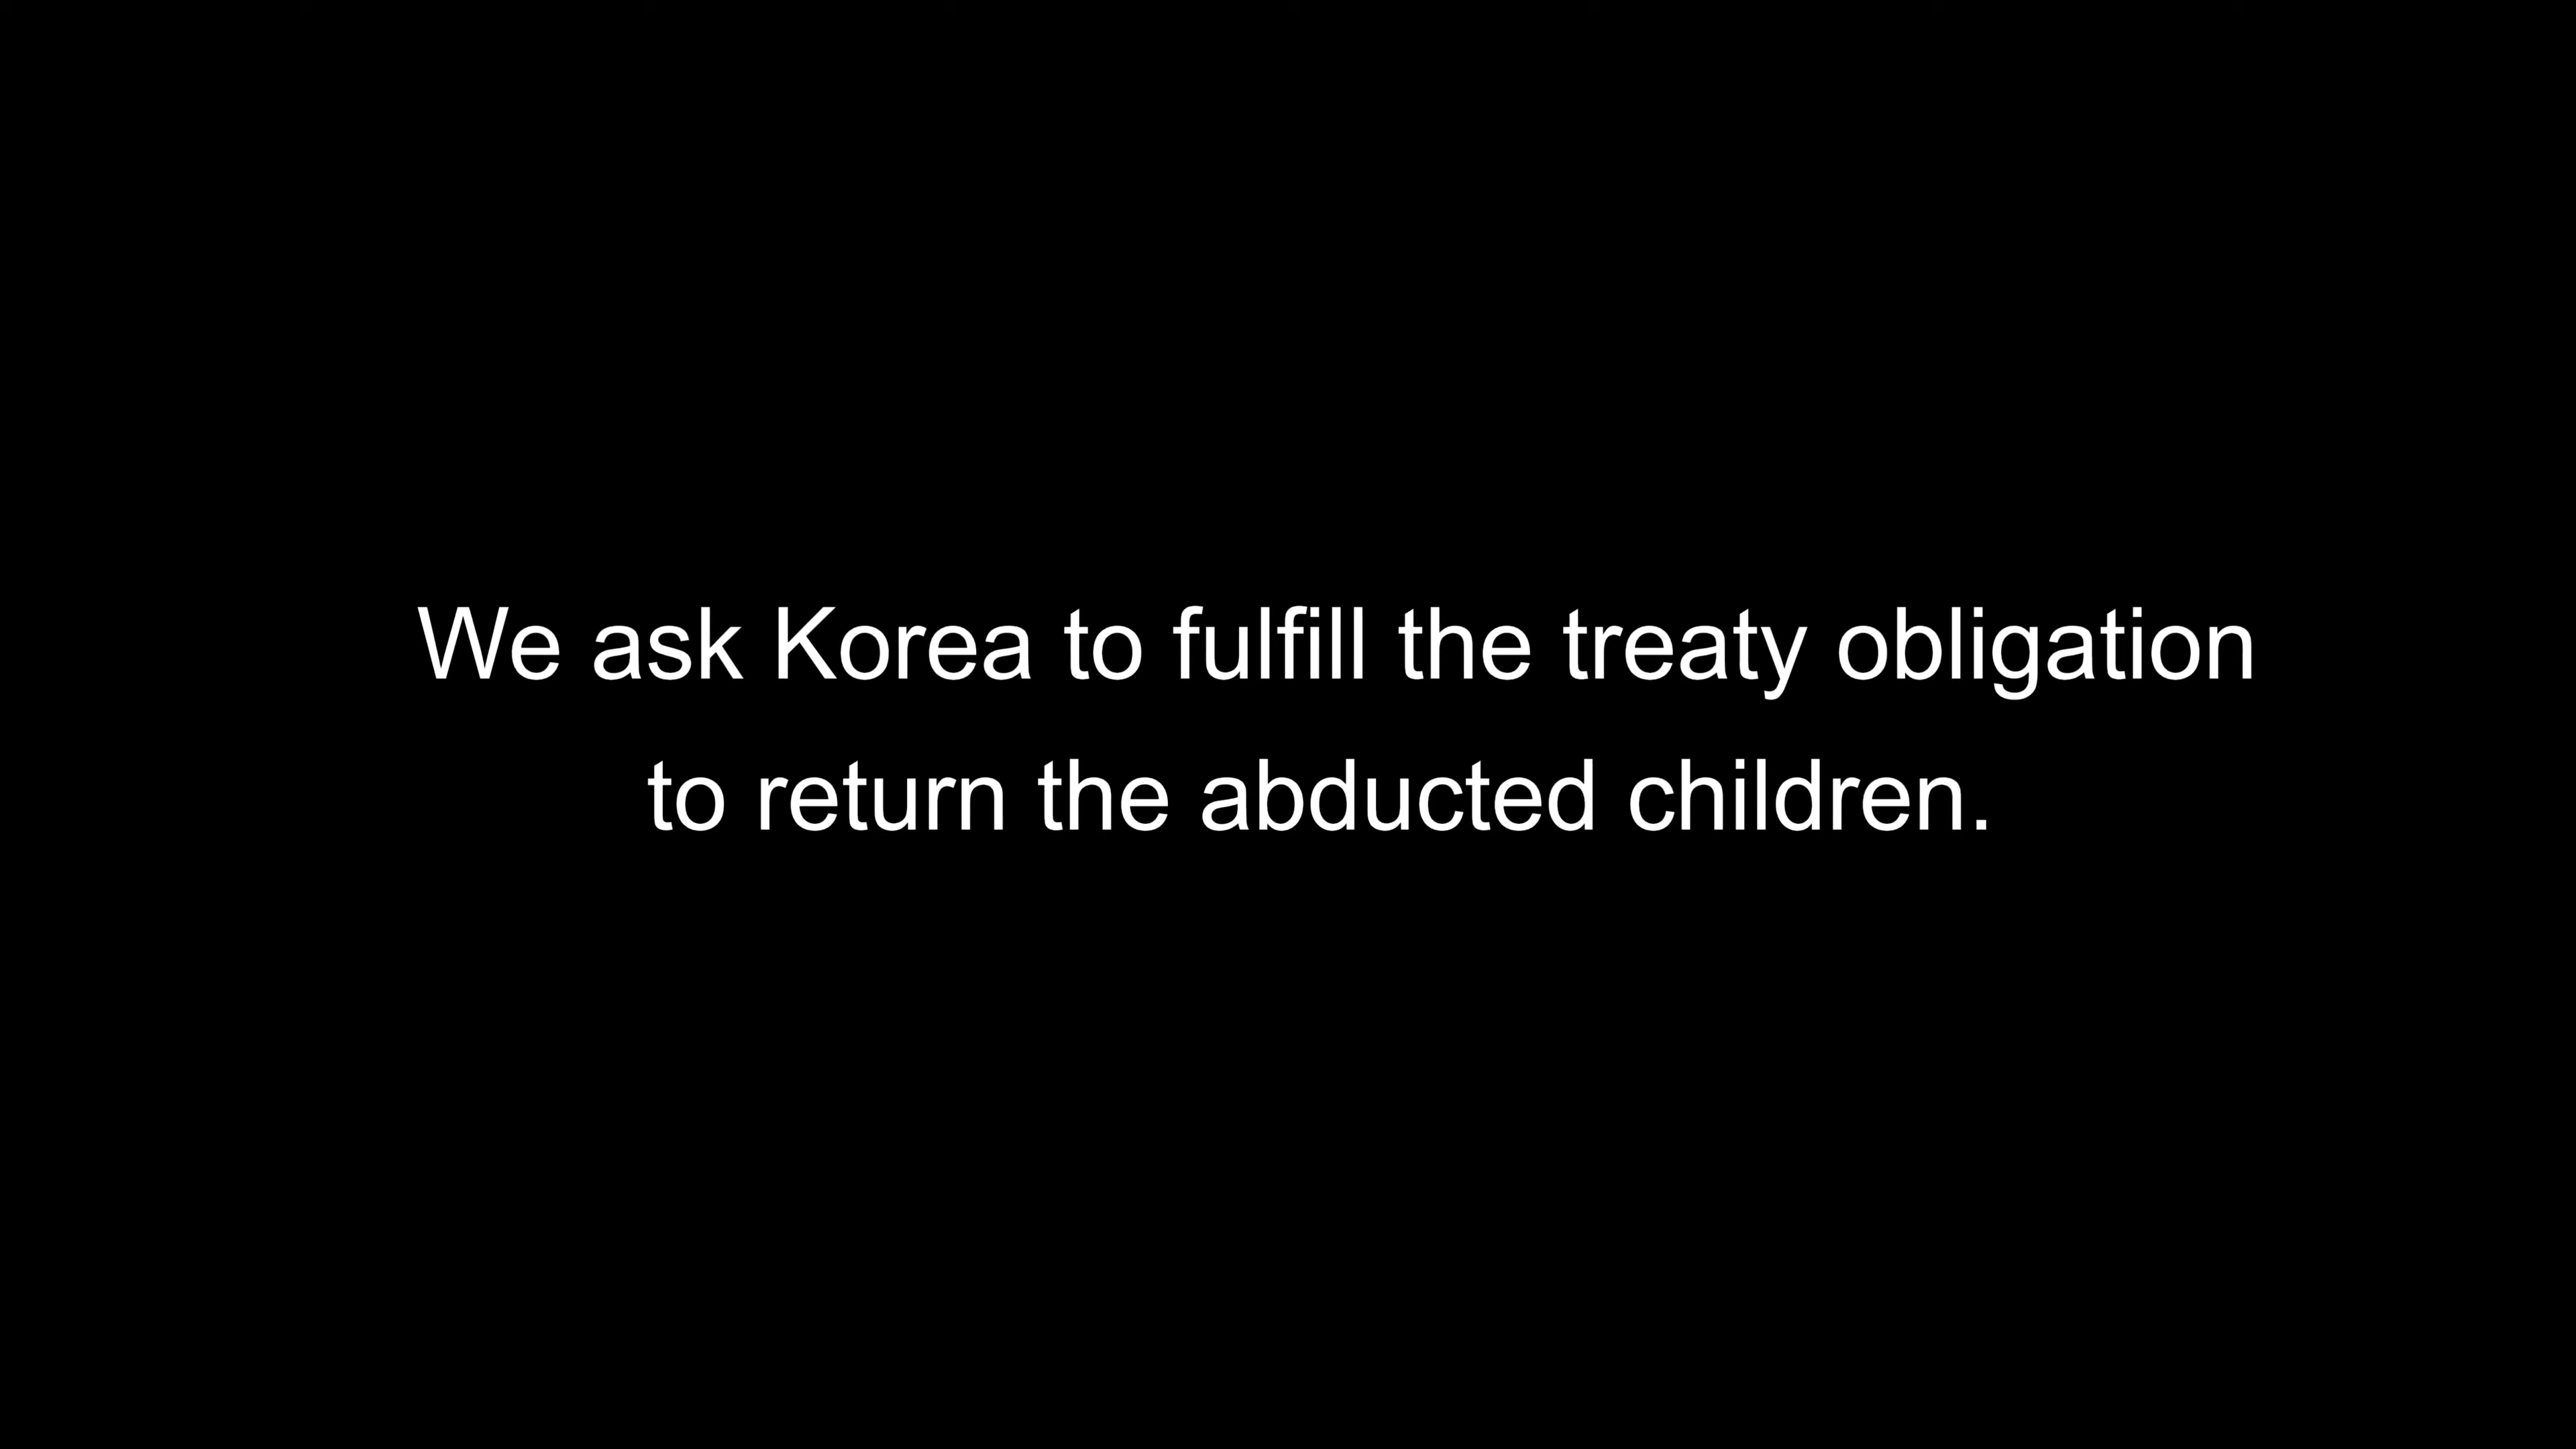 We ask Korea to fulfill the treaty obligation
to return the abducted children.